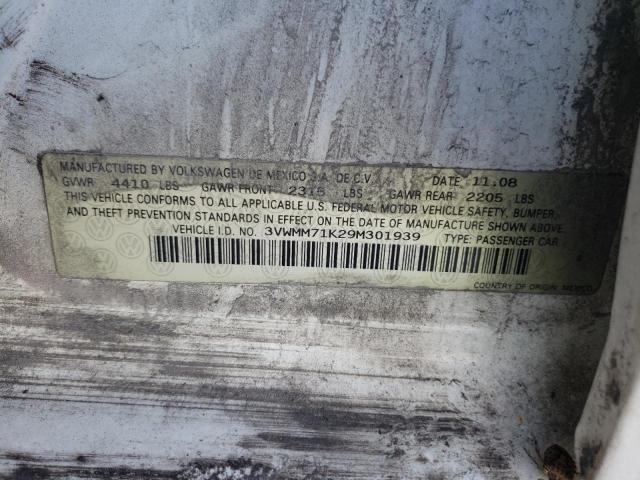 MANUFACTURED BY VOLKSWAGEN DE MEXICO S.A. DE C.V. DATE 11.08
GVWR 4410 LBS GAWR FRONT 2315 LBS GAWR REAR 2205 LBS
THIS VEHICLE CONFORMS TO ALL APPLICABLE U.S. FEDERAL MOTOR VEHICLE SAFETY, BUMPER,
AND THEFT PREVENTION STANDARDS IN EFFECT ON THE DATE OF MANUFACTURE SHOWN ABOVE.
VEHICLE I.D. NO. 3VWMM71K29M301939 TYPE: PASSENGER CAR
COUNTRY OF ORIGIN: MEXICO